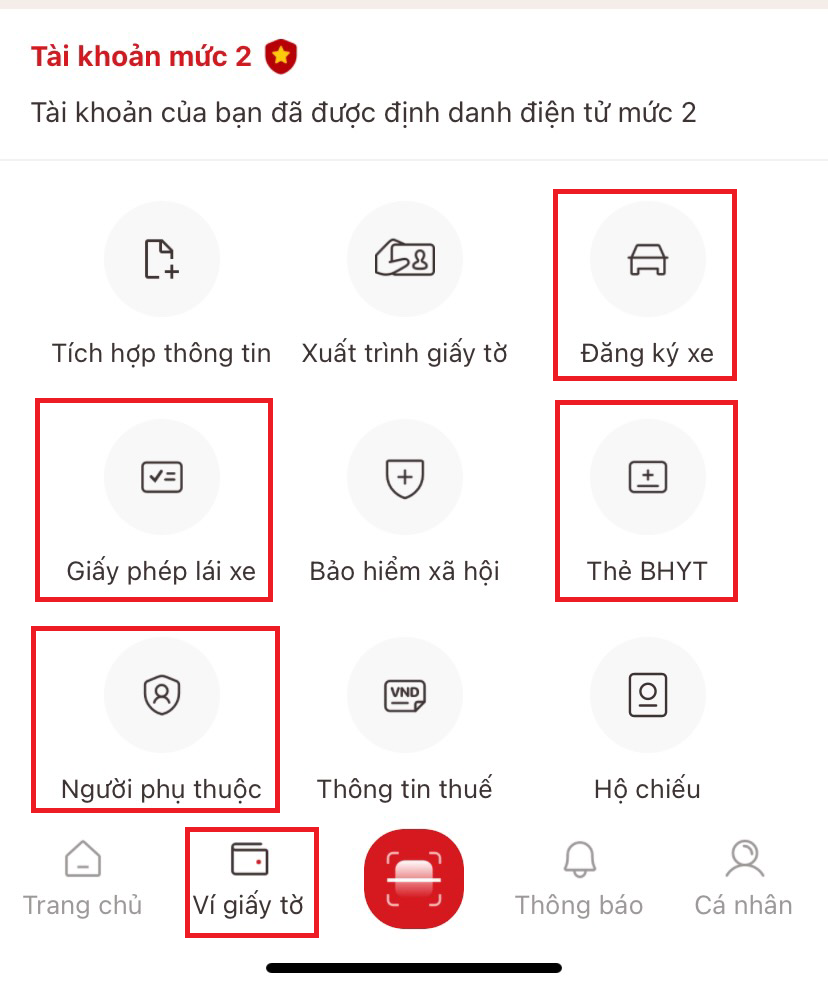 Tài khoản mức 2
Tài khoản của bạn đã được định danh điện tử mức 2
Tích hợp thông tin
Xuất trình giấy tờ
Đăng ký xe
Giấy phép lái xe
Bảo hiểm xã hội
Thẻ BHYT
VND
Người phụ thuộc
Thông tin thuế
Hộ chiếu
Trang chủ
Ví giấy tờ
Thông báo
Cá nhân